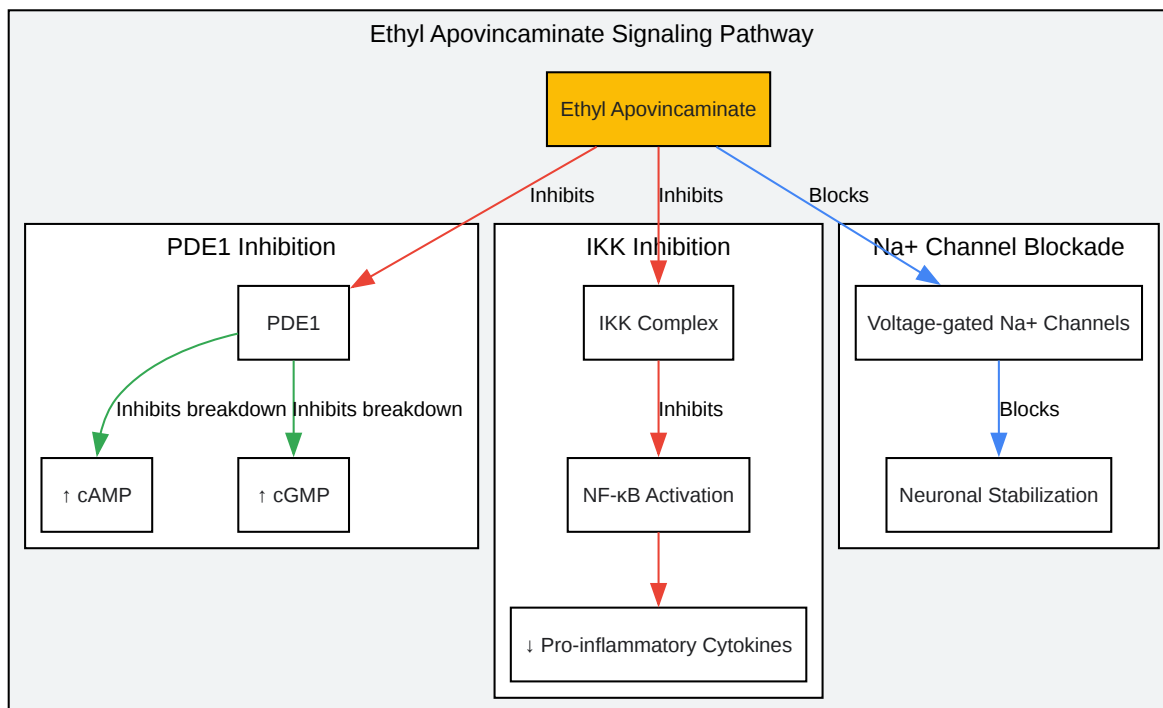 Ethyl Apovincaminate Signaling Pathway
Ethyl Apovincaminate
Inhibits
Inhibits
Blocks
PDE1 Inhibition
IKK Inhibition
Na+ Channel Blockade
PDE1
IKK Complex
Voltage-gated Na+ Channels
Inhibits breakdown
Inhibits breakdown
Inhibits
Blocks
↑ cAMP
↑ cGMP
NF-κB Activation
Neuronal Stabilization
↓ Pro-inflammatory Cytokines